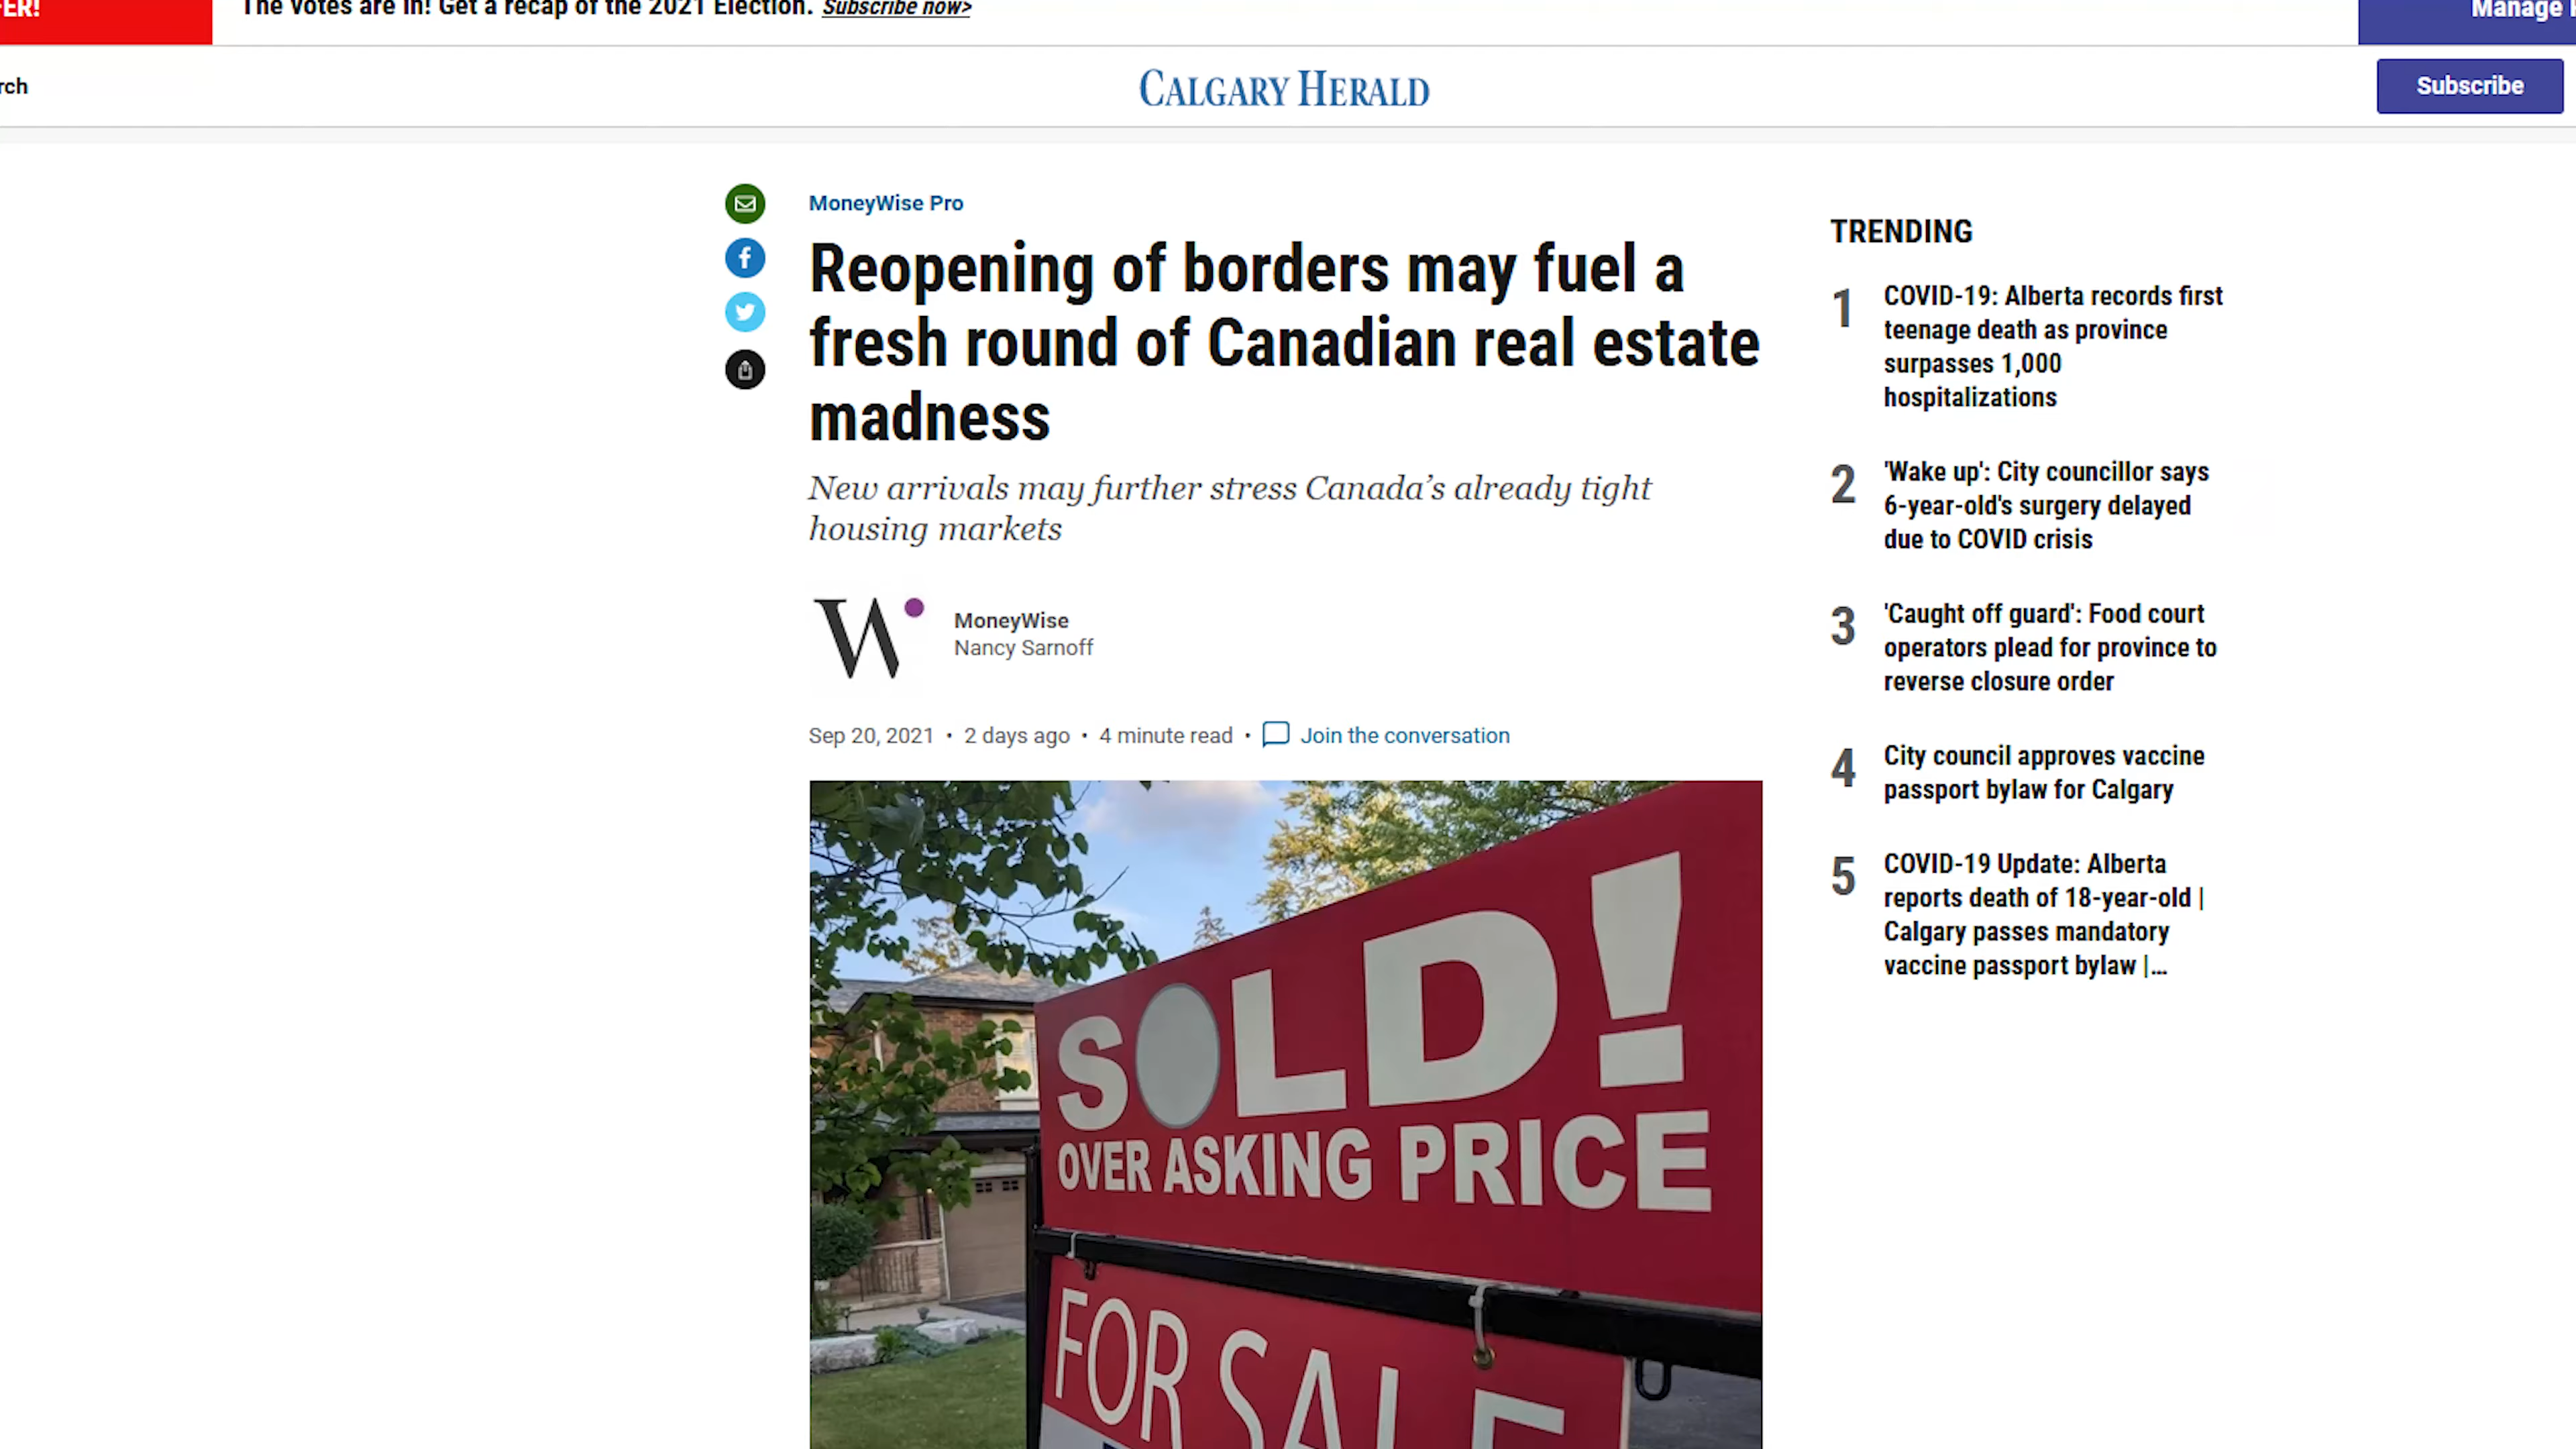 The Votes are In! Get a recap of the 2021 Election. Subscribe now>
CALGARY HERALD
Subscribe
MoneyWise Pro
Reopening of borders may fuel a
fresh round of Canadian real estate
madness
New arrivals may further stress Canada's already tight
housing markets
MoneyWise
Nancy Sarnoff
Sep 20, 2021 • 2 days ago • 4 minute read • Join the conversation
SOLD!
OVER ASKING PRICE
FOR SALE
TRENDING
1 COVID-19: Alberta records first
teenage death as province
surpasses 1,000
hospitalizations
2 'Wake up': City councillor says
6-year-old's surgery delayed
due to COVID crisis
3 'Caught off guard': Food court
operators plead for province to
reverse closure order
4 City council approves vaccine
passport bylaw for Calgary
5 COVID-19 Update: Alberta
reports death of 18-year-old |
Calgary passes mandatory
vaccine passport bylaw |...